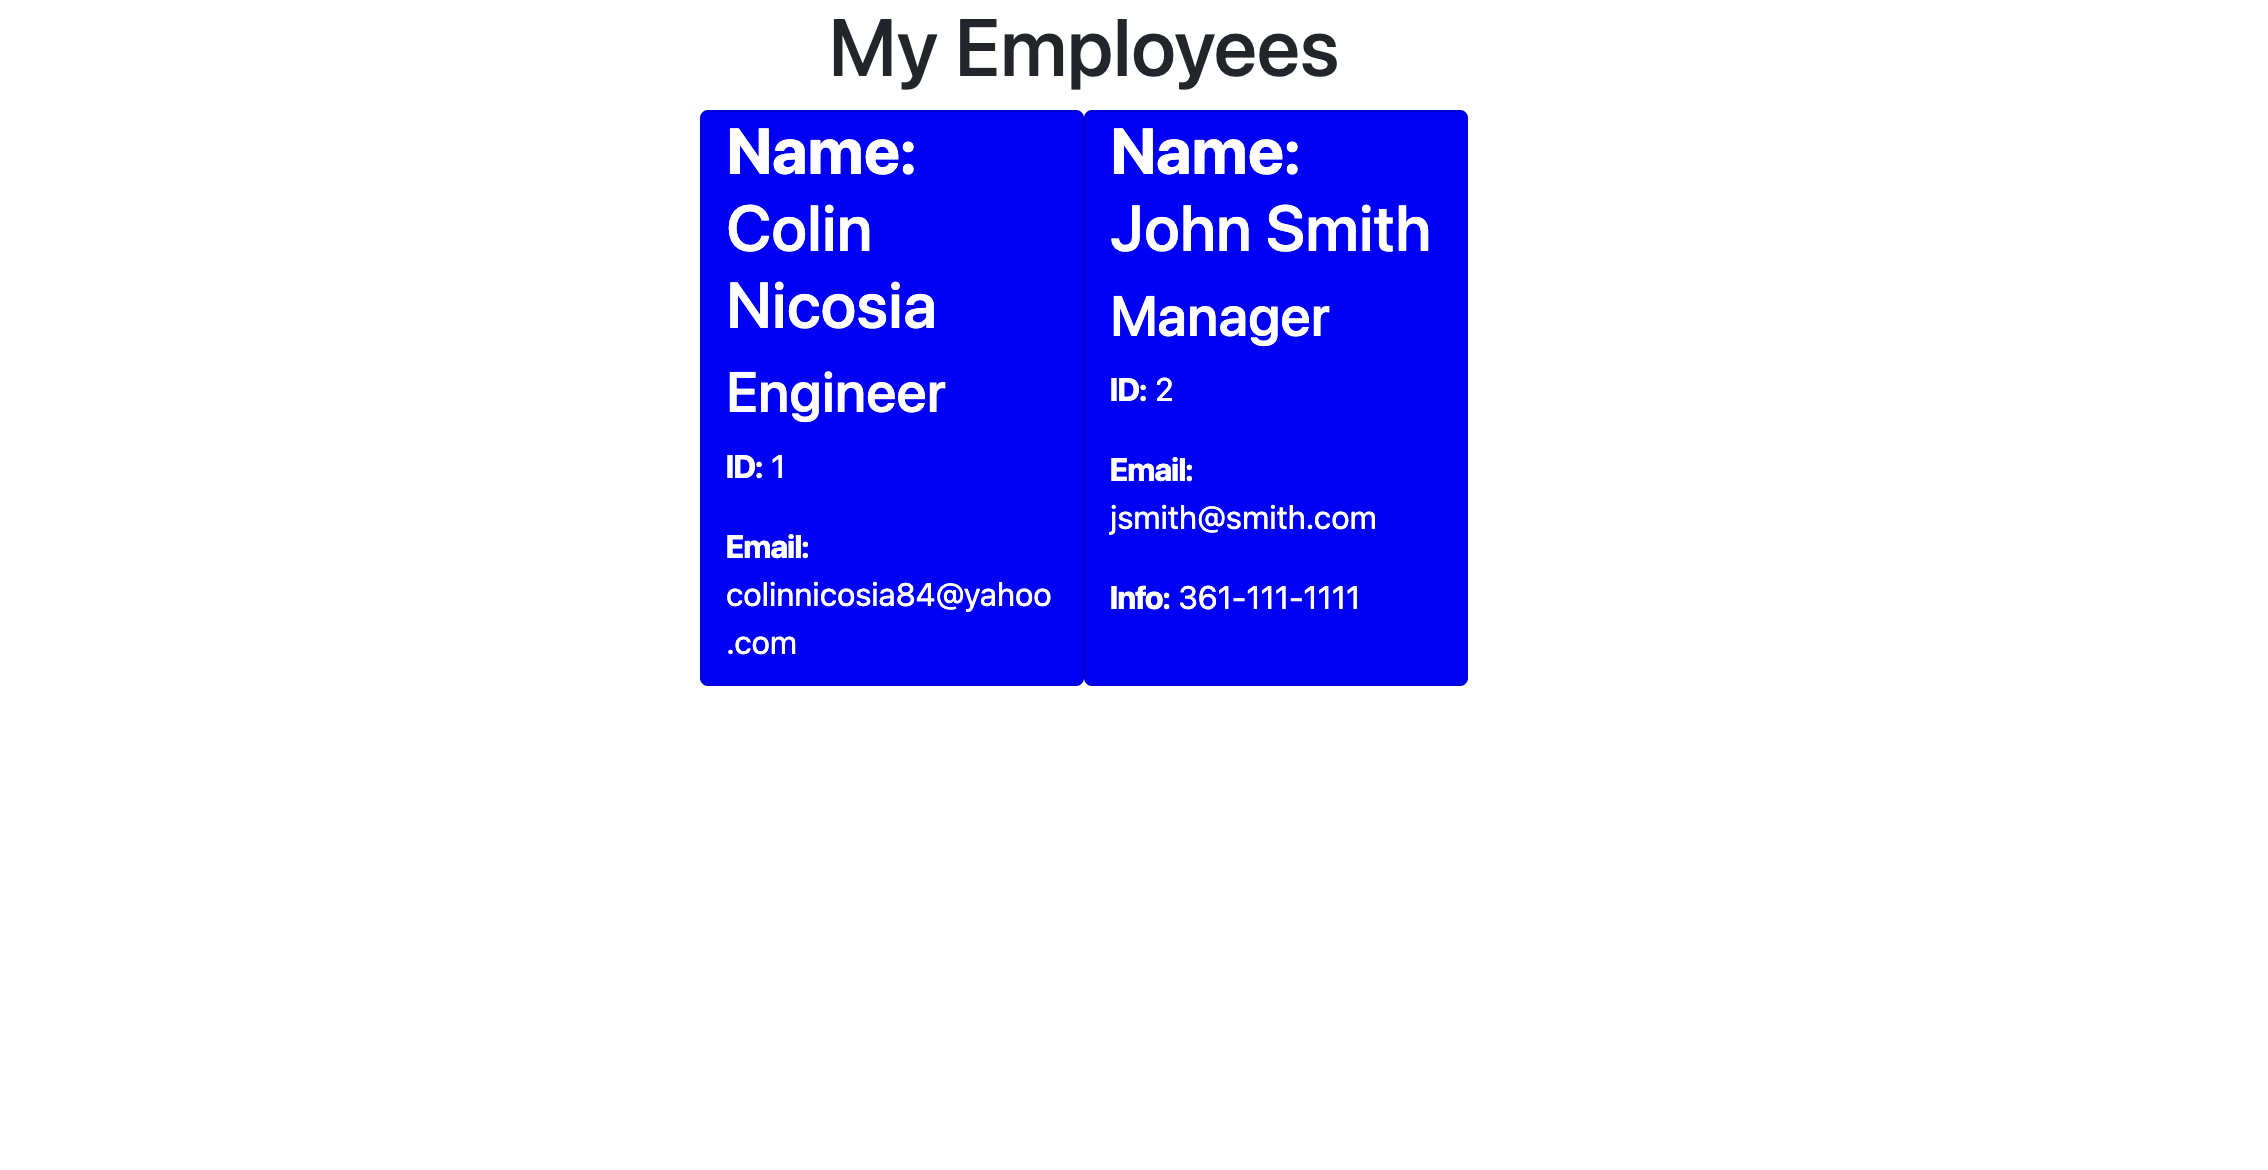 My Employees
Name:
Colin
Nicosia
Engineer
ID: 1
Email:
colinnicosia84@yahoo
.com
Name:
John Smith
Manager
ID: 2
Email:
jsmith@smith.com
Info: 361-111-1111